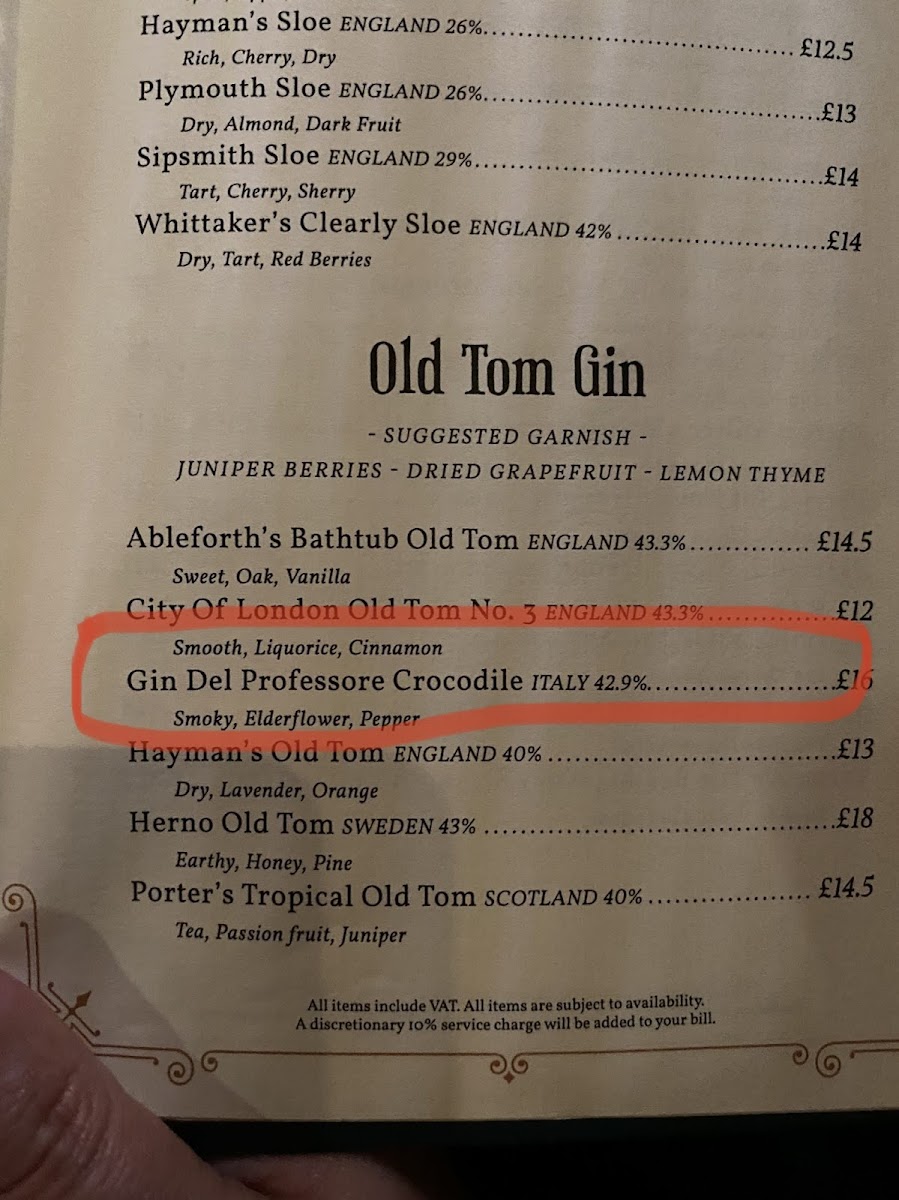 Hayman's Sloe ENGLAND 26%.................................................. £12.5
Rich, Cherry, Dry
Plymouth Sloe ENGLAND 26%......................................................£13
Dry, Almond, Dark Fruit
Sipsmith Sloe ENGLAND 29%........................................................£14
Tart, Cherry, Sherry
Whittaker's Clearly Sloe ENGLAND 42% ..................................£14
Dry, Tart, Red Berries
Old Tom Gin
- SUGGESTED GARNISH -
JUNIPER BERRIES - DRIED GRAPEFRUIT - LEMON THYME
Ableforth's Bathtub Old Tom ENGLAND 43.3%.............. £14.5
Sweet, Oak, Vanilla
City Of London Old Tom No. 3 ENGLAND 43.3%....................£12
Smooth, Liquorice, Cinnamon
Gin Del Professore Crocodile ITALY 42.9%..............................£16
Smoky, Elderflower, Pepper
Hayman's Old Tom ENGLAND 40% ..............................................£13
Dry, Lavender, Orange
Herno Old Tom SWEDEN 43% ........................................................£18
Earthy, Honey, Pine
Porter's Tropical Old Tom SCOTLAND 40% .......................... £14.5
Tea, Passion fruit, Juniper
All items include VAT. All items are subject to availability.
A discretionary 10% service charge will be added to your bill.